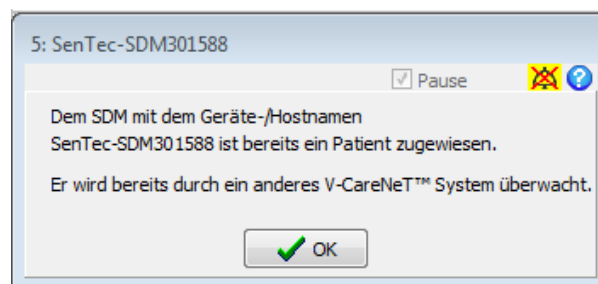 5: SenTec-SDM301588
Pause
Dem SDM mit dem Geräte-/Hostnamen
SenTec-SDM301588 ist bereits ein Patient zugewiesen.
Er wird bereits durch ein anderes V-CareNeT™ System überwacht.
OK